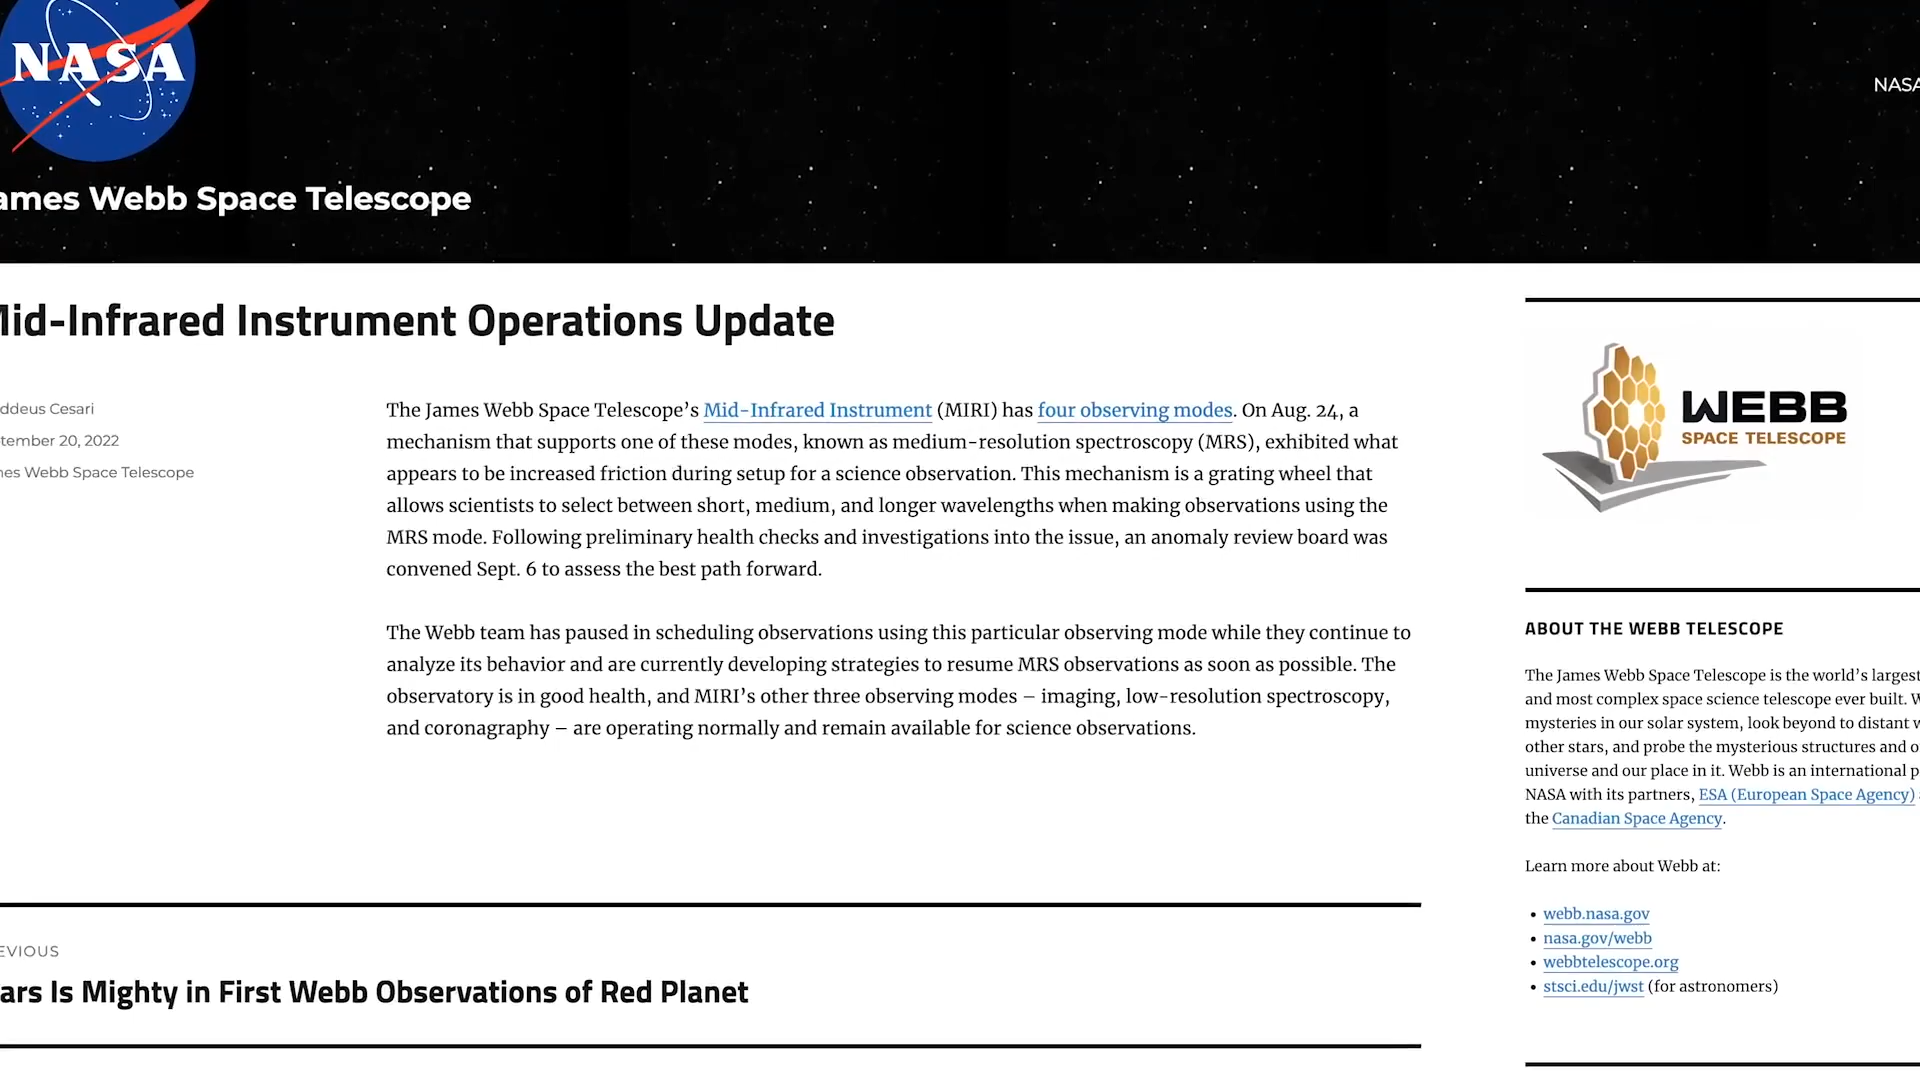 NASA
NASA
ames Webb Space Telescope
Mid-Infrared Instrument Operations Update
ddeus Cesari
tember 20, 2022
mes Webb Space Telescope
The James Webb Space Telescope’s Mid-Infrared Instrument (MIRI) has four observing modes. On Aug. 24, a
mechanism that supports one of these modes, known as medium-resolution spectroscopy (MRS), exhibited what
appears to be increased friction during setup for a science observation. This mechanism is a grating wheel that
allows scientists to select between short, medium, and longer wavelengths when making observations using the
MRS mode. Following preliminary health checks and investigations into the issue, an anomaly review board was
convened Sept. 6 to assess the best path forward.
The Webb team has paused in scheduling observations using this particular observing mode while they continue to
analyze its behavior and are currently developing strategies to resume MRS observations as soon as possible. The
observatory is in good health, and MIRI’s other three observing modes – imaging, low-resolution spectroscopy,
and coronagraphy – are operating normally and remain available for science observations.
EVIOUS
ars Is Mighty in First Webb Observations of Red Planet
WEBB
SPACE TELESCOPE
ABOUT THE WEBB TELESCOPE
The James Webb Space Telescope is the world’s largest
and most complex space science telescope ever built. W
mysteries in our solar system, look beyond to distant w
other stars, and probe the mysterious structures and o
universe and our place in it. Webb is an international p
NASA with its partners, ESA (European Space Agency)
the Canadian Space Agency.
Learn more about Webb at:
• webb.nasa.gov
• nasa.gov/webb
• webbtelescope.org
• stsci.edu/jwst (for astronomers)